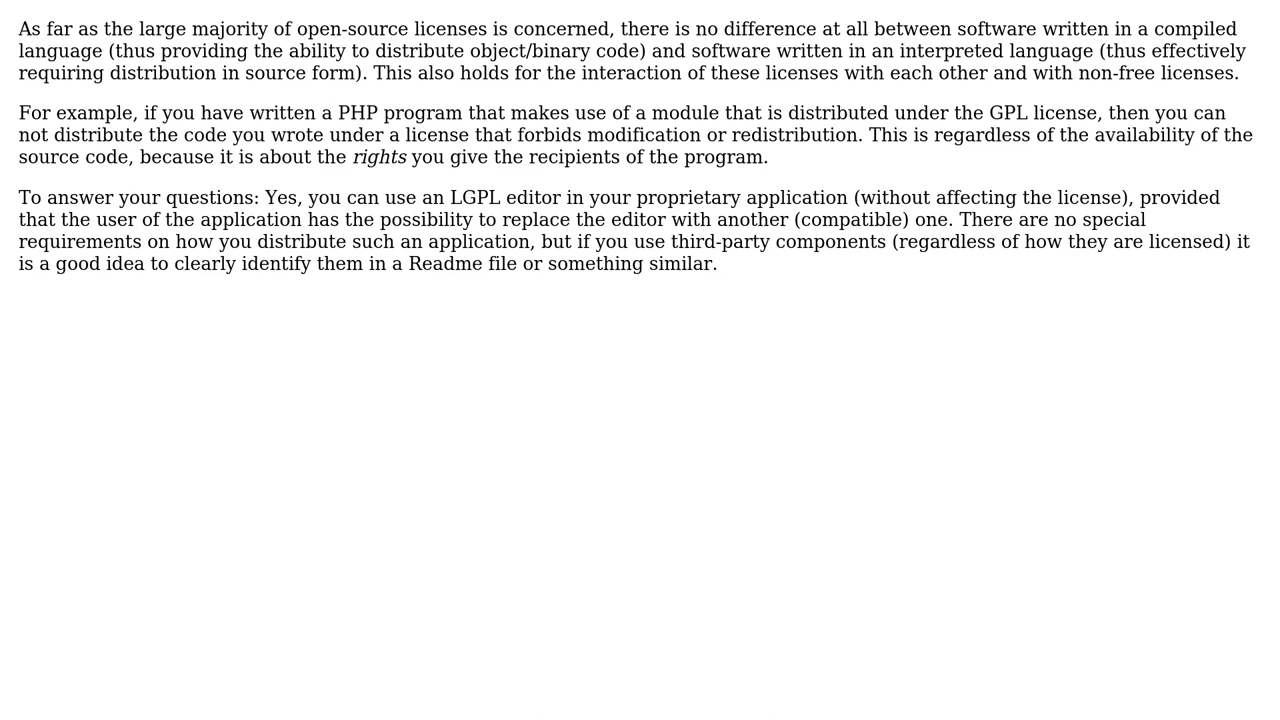 As far as the large majority of open-source licenses is concerned, there is no difference at all between software written in a compiled
language (thus providing the ability to distribute object/binary code) and software written in an interpreted language (thus effectively
requiring distribution in source form). This also holds for the interaction of these licenses with each other and with non-free licenses.
For example, if you have written a PHP program that makes use of a module that is distributed under the GPL license, then you can
not distribute the code you wrote under a license that forbids modification or redistribution. This is regardless of the availability of the
source code, because it is about the rights you give the recipients of the program.
To answer your questions: Yes, you can use an LGPL editor in your proprietary application (without affecting the license), provided
that the user of the application has the possibility to replace the editor with another (compatible) one. There are no special
requirements on how you distribute such an application, but if you use third-party components (regardless of how they are licensed) it
is a good idea to clearly identify them in a Readme file or something similar.